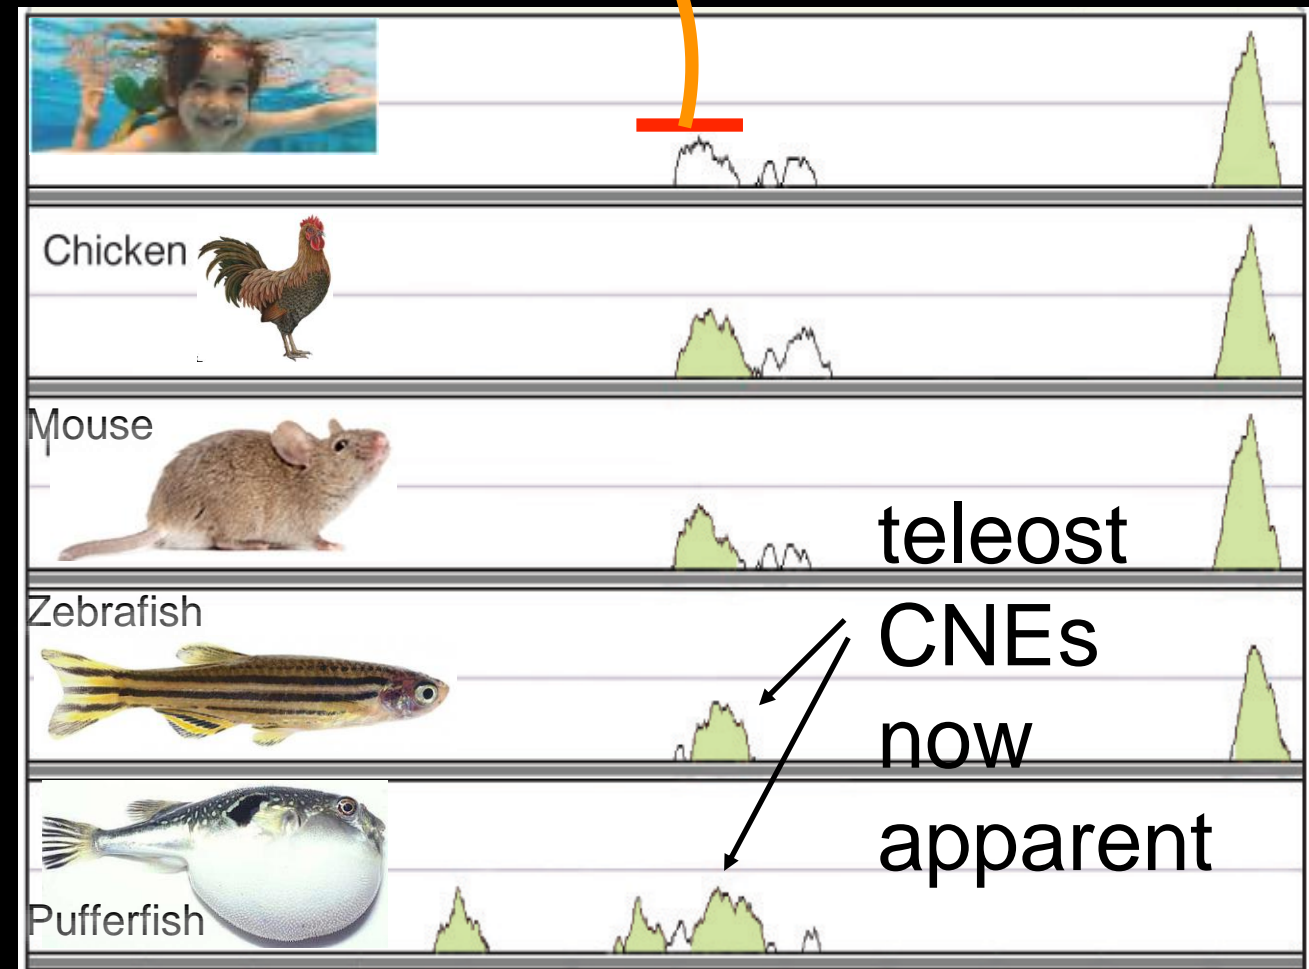 Chicken
Mouse
teleost
Zebrafish
CNEs
now
apparent
Pufferfish